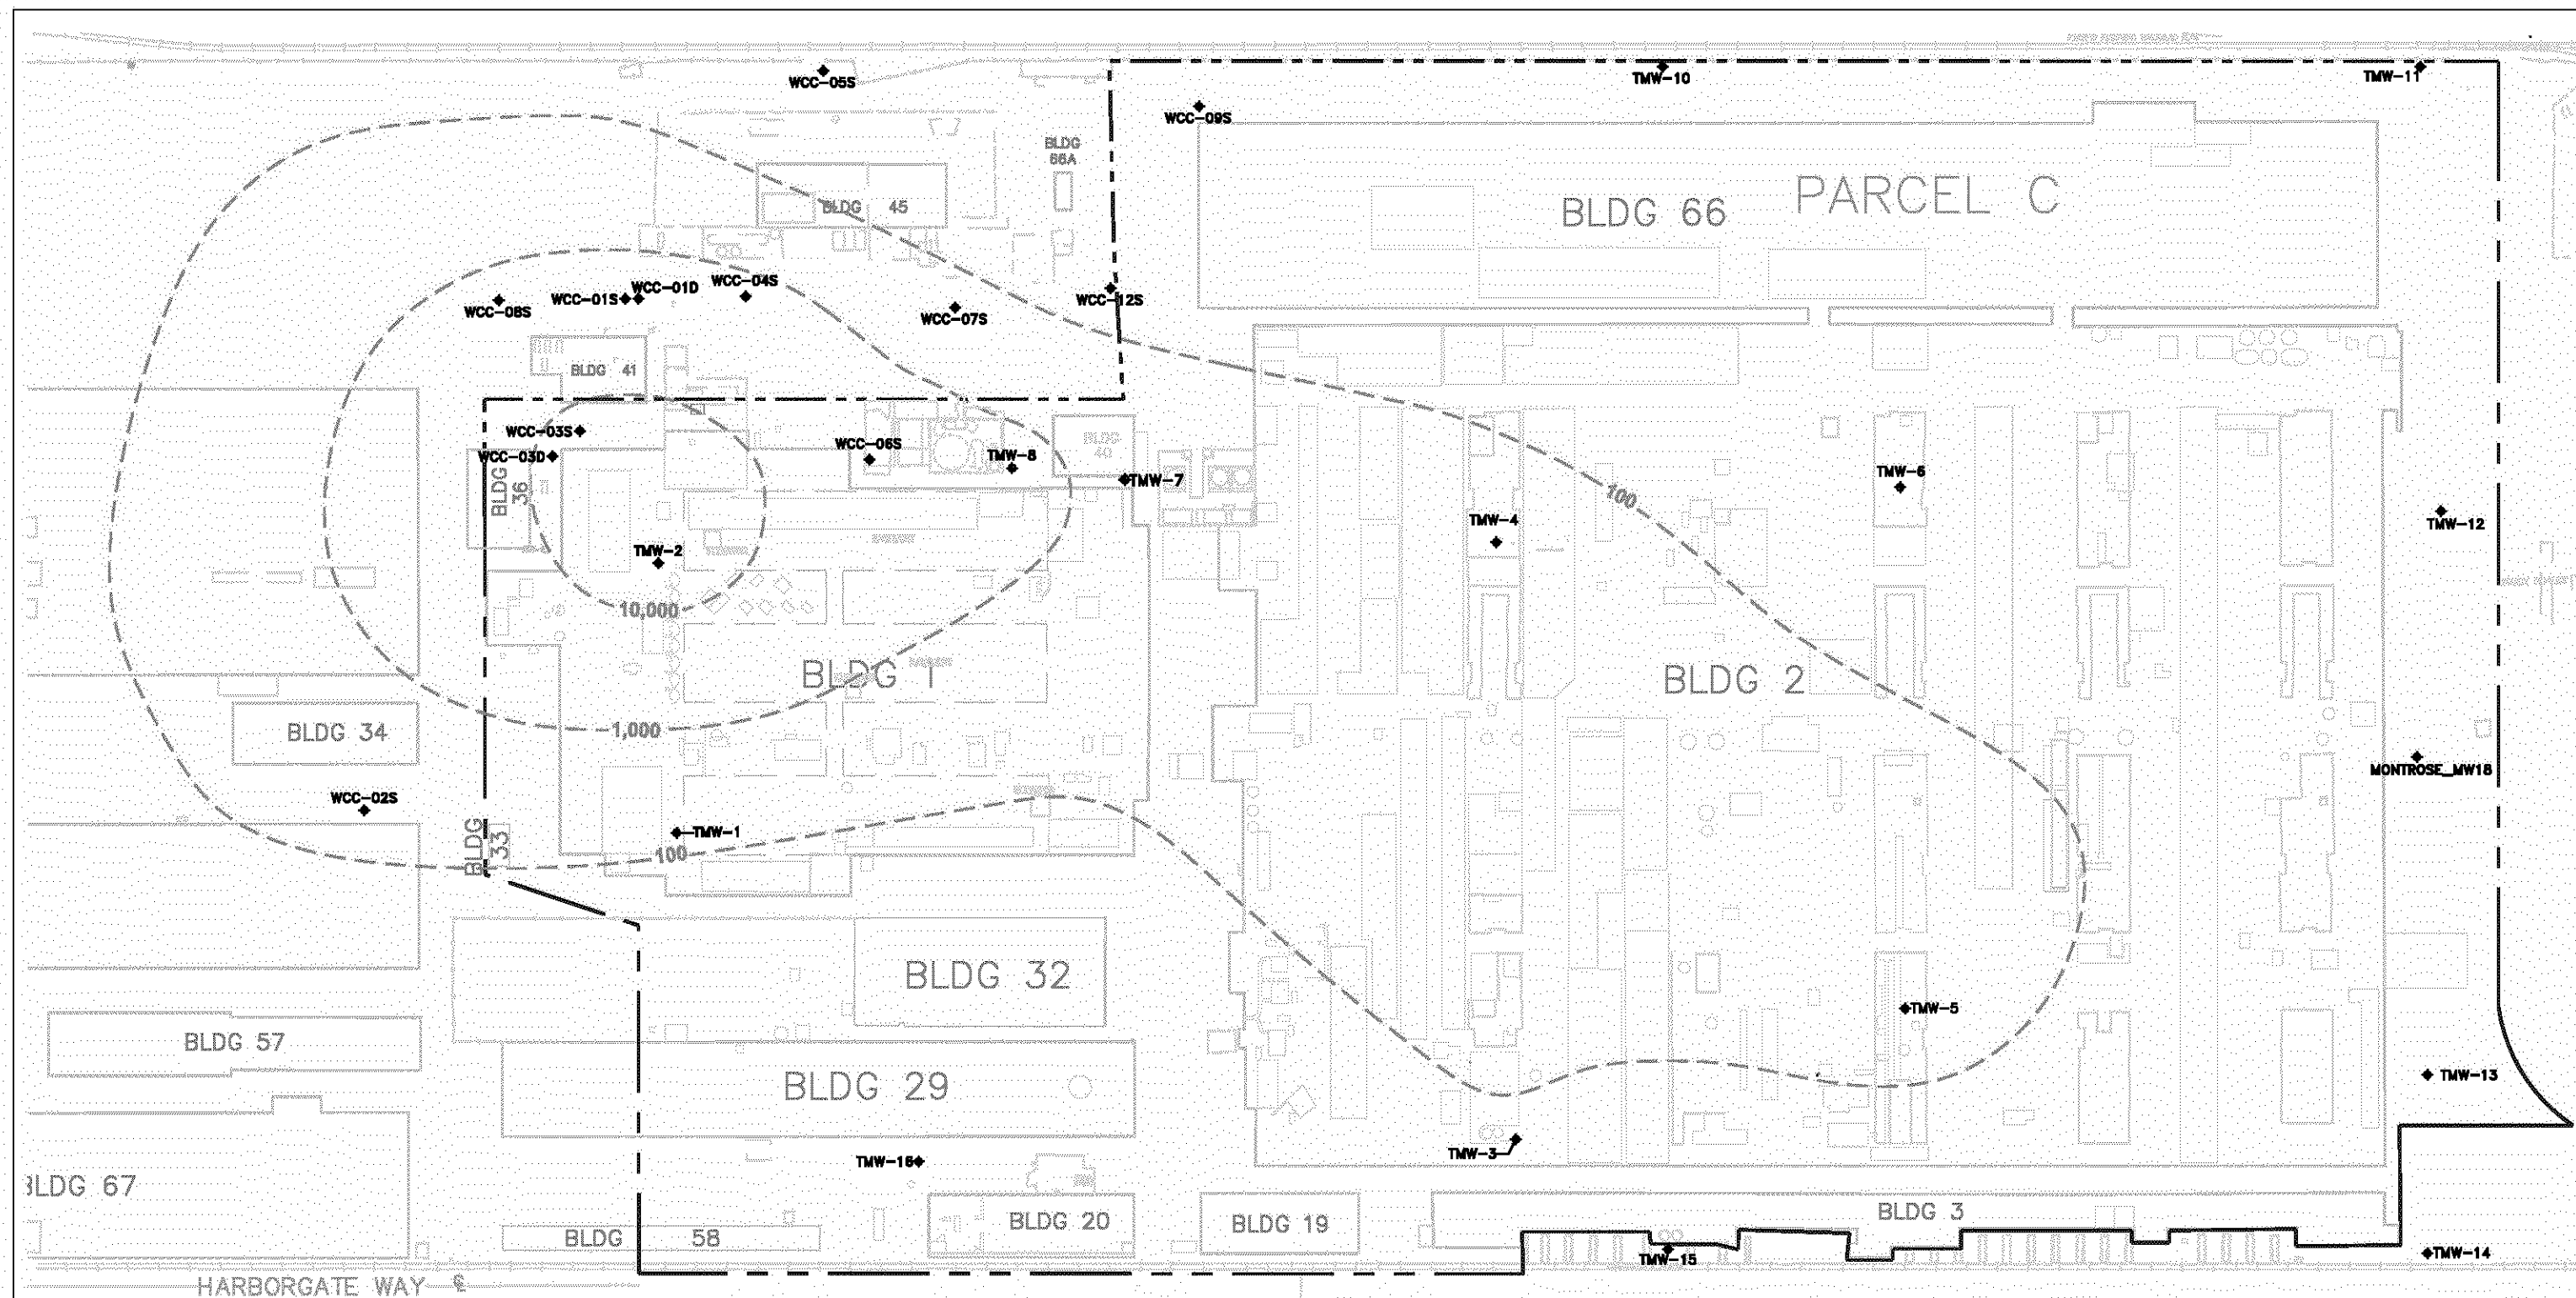 WCC-05S
TMW-10
TMW-11
WCC-09S
BLDG
66A
BLDG 45
BLDG 66
PARCEL C
WCC-08S
WCC-01S
WCC-01D
WCC-04S
WCC-07S
WCC-12S
BLDG 41
WCC-03S
WCC-03D
WCC-06S
TMW-8
BLDG
40
TMW-7
BLDG
36
100
TMW-6
TMW-4
TMW-12
TMW-2
10,000
BLDG 1
BLDG 2
1,000
BLDG 34
MONTROSE_MW18
WCC-02S
TMW-1
BLDG
33
100
BLDG 32
BLDG 57
TMW-5
BLDG 29
TMW-13
TMW-3
TMW-16
BLDG 67
BLDG 20
BLDG 19
BLDG 3
BLDG 58
TMW-15
TMW-14
HARBORGATE WAY